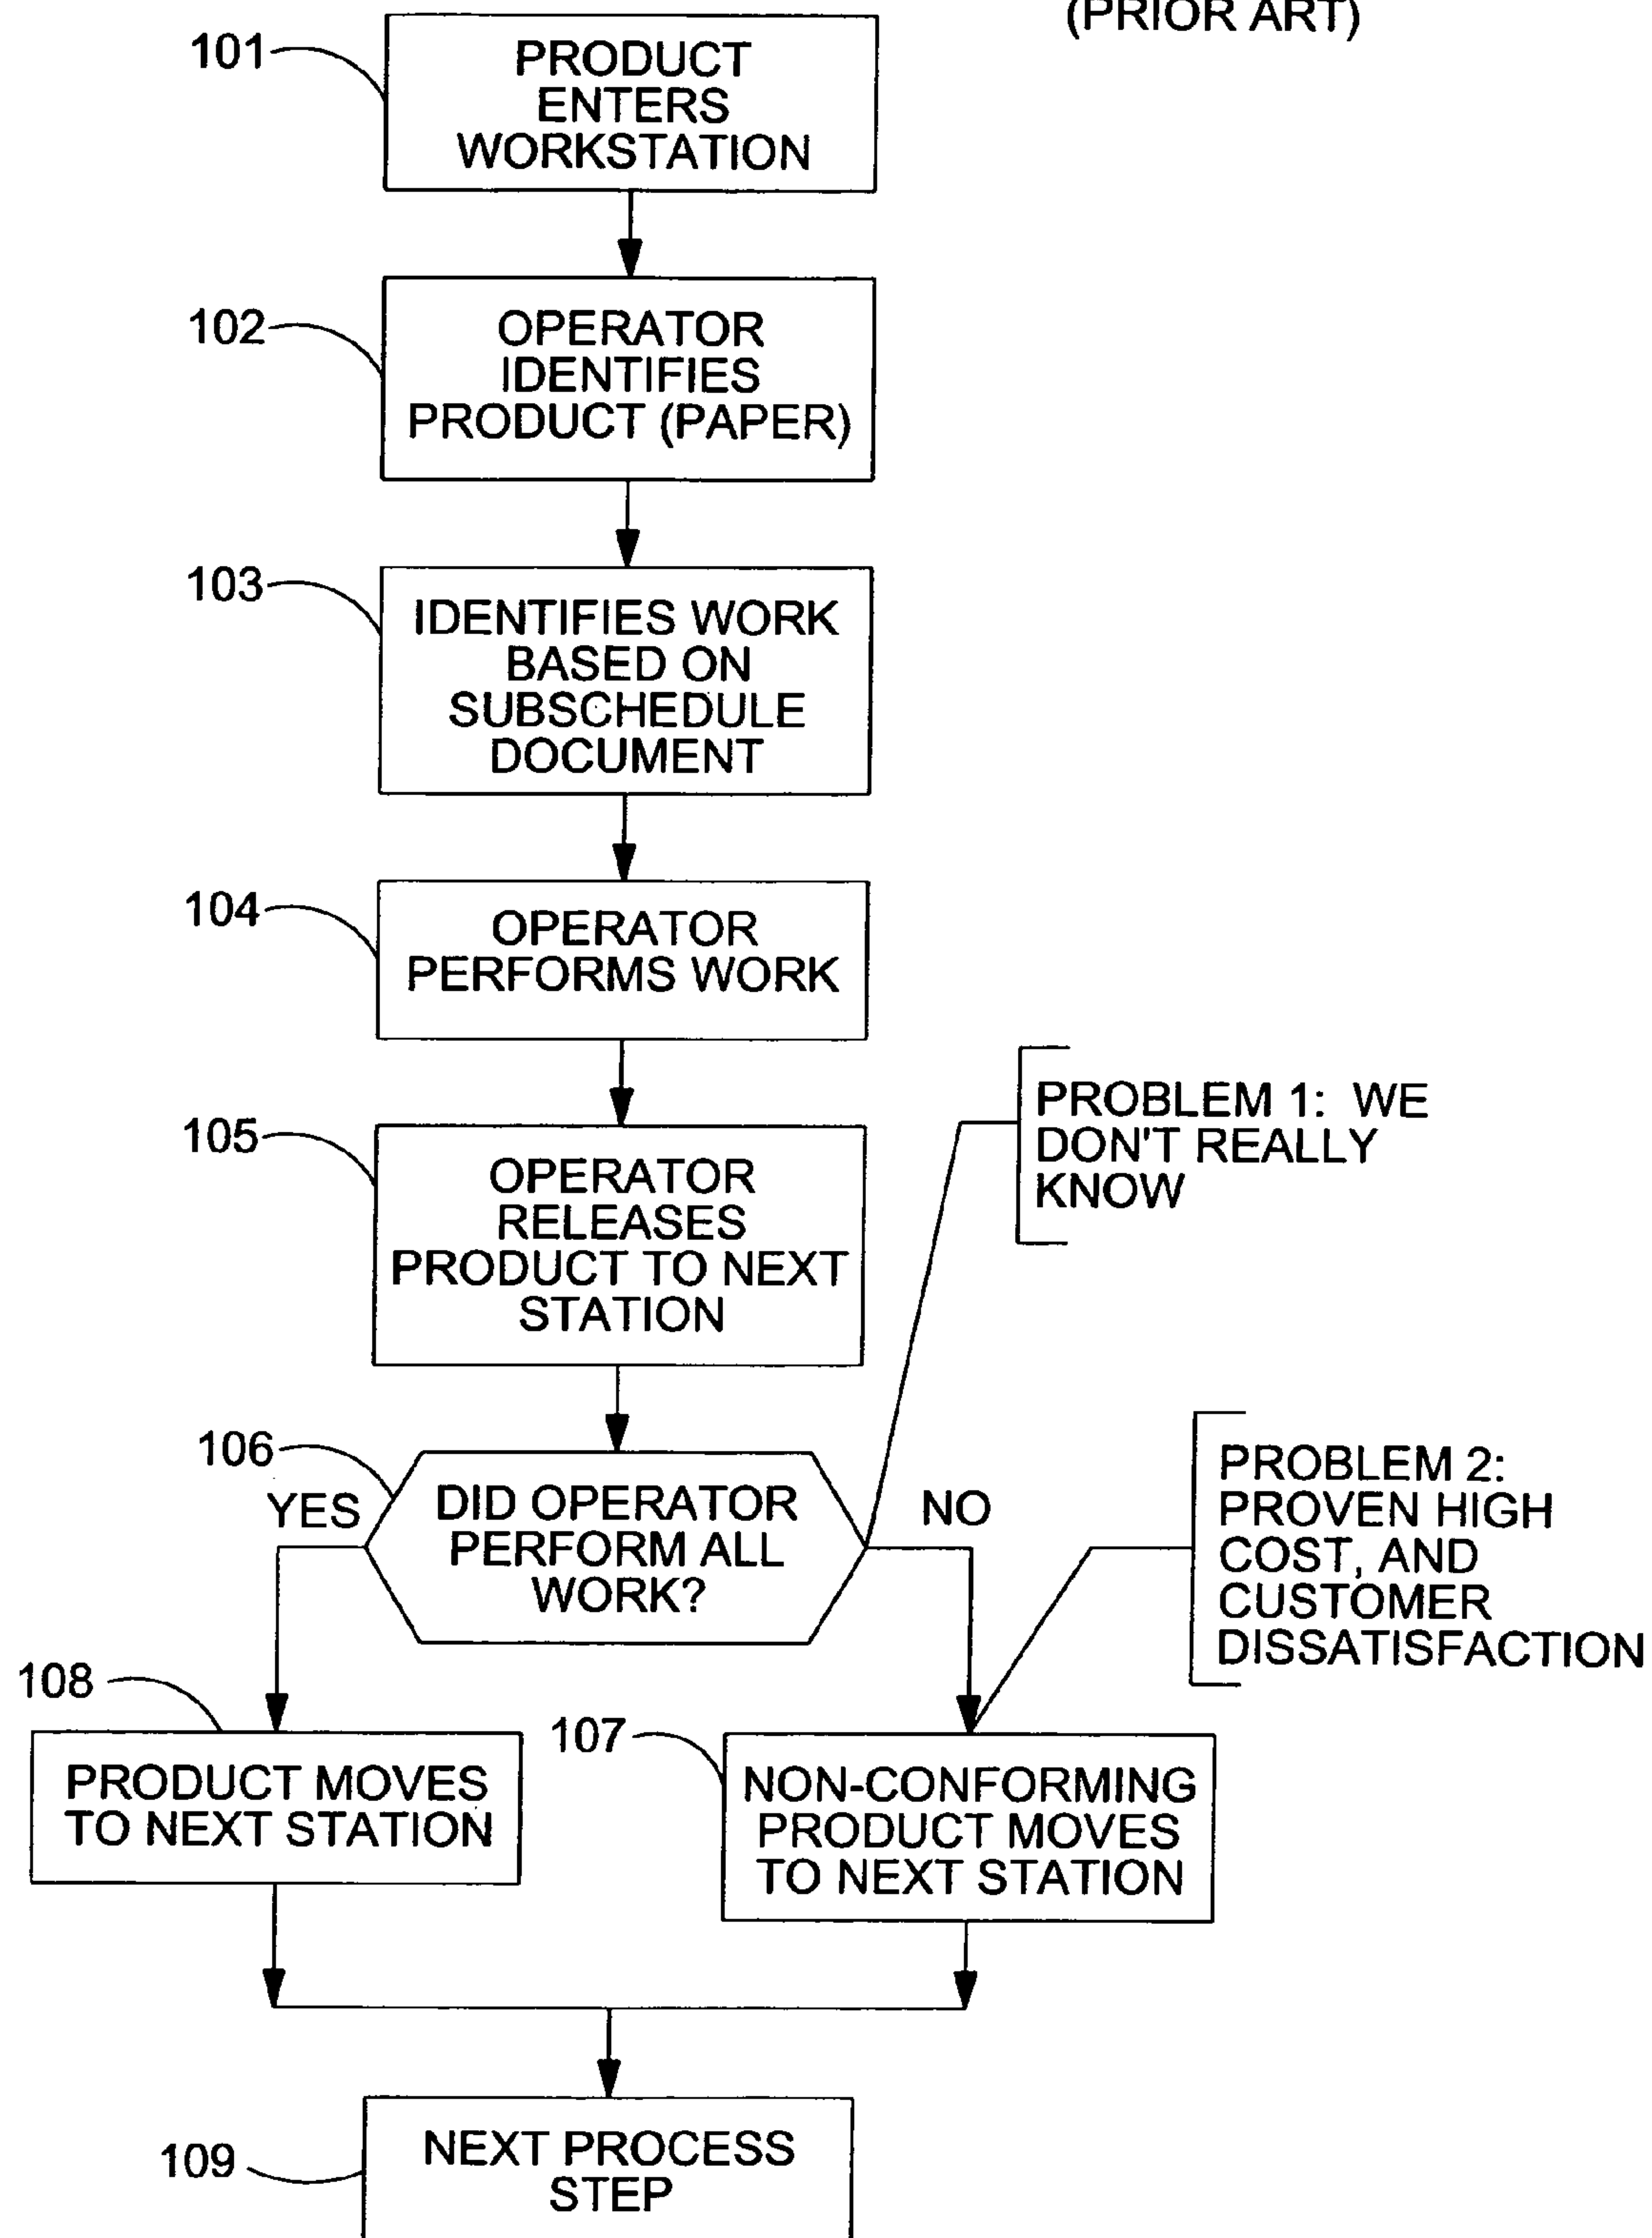 (PRIOR ART)
101
PRODUCT
ENTERS
WORKSTATION
102
OPERATOR
IDENTIFIES
PRODUCT (PAPER)
103
IDENTIFIES WORK
BASED ON
SUBSCHEDULE
DOCUMENT
104
OPERATOR
PERFORMS WORK
105
OPERATOR
RELEASES
PRODUCT TO NEXT
STATION
PROBLEM 1: WE
DON'T REALLY
KNOW
106
YES
DID OPERATOR
PERFORM ALL
WORK?
NO
PROBLEM 2:
PROVEN HIGH
COST, AND
CUSTOMER
DISSATISFACTION
108
PRODUCT MOVES
TO NEXT STATION
107
NON-CONFORMING
PRODUCT MOVES
TO NEXT STATION
109
NEXT PROCESS
STEP